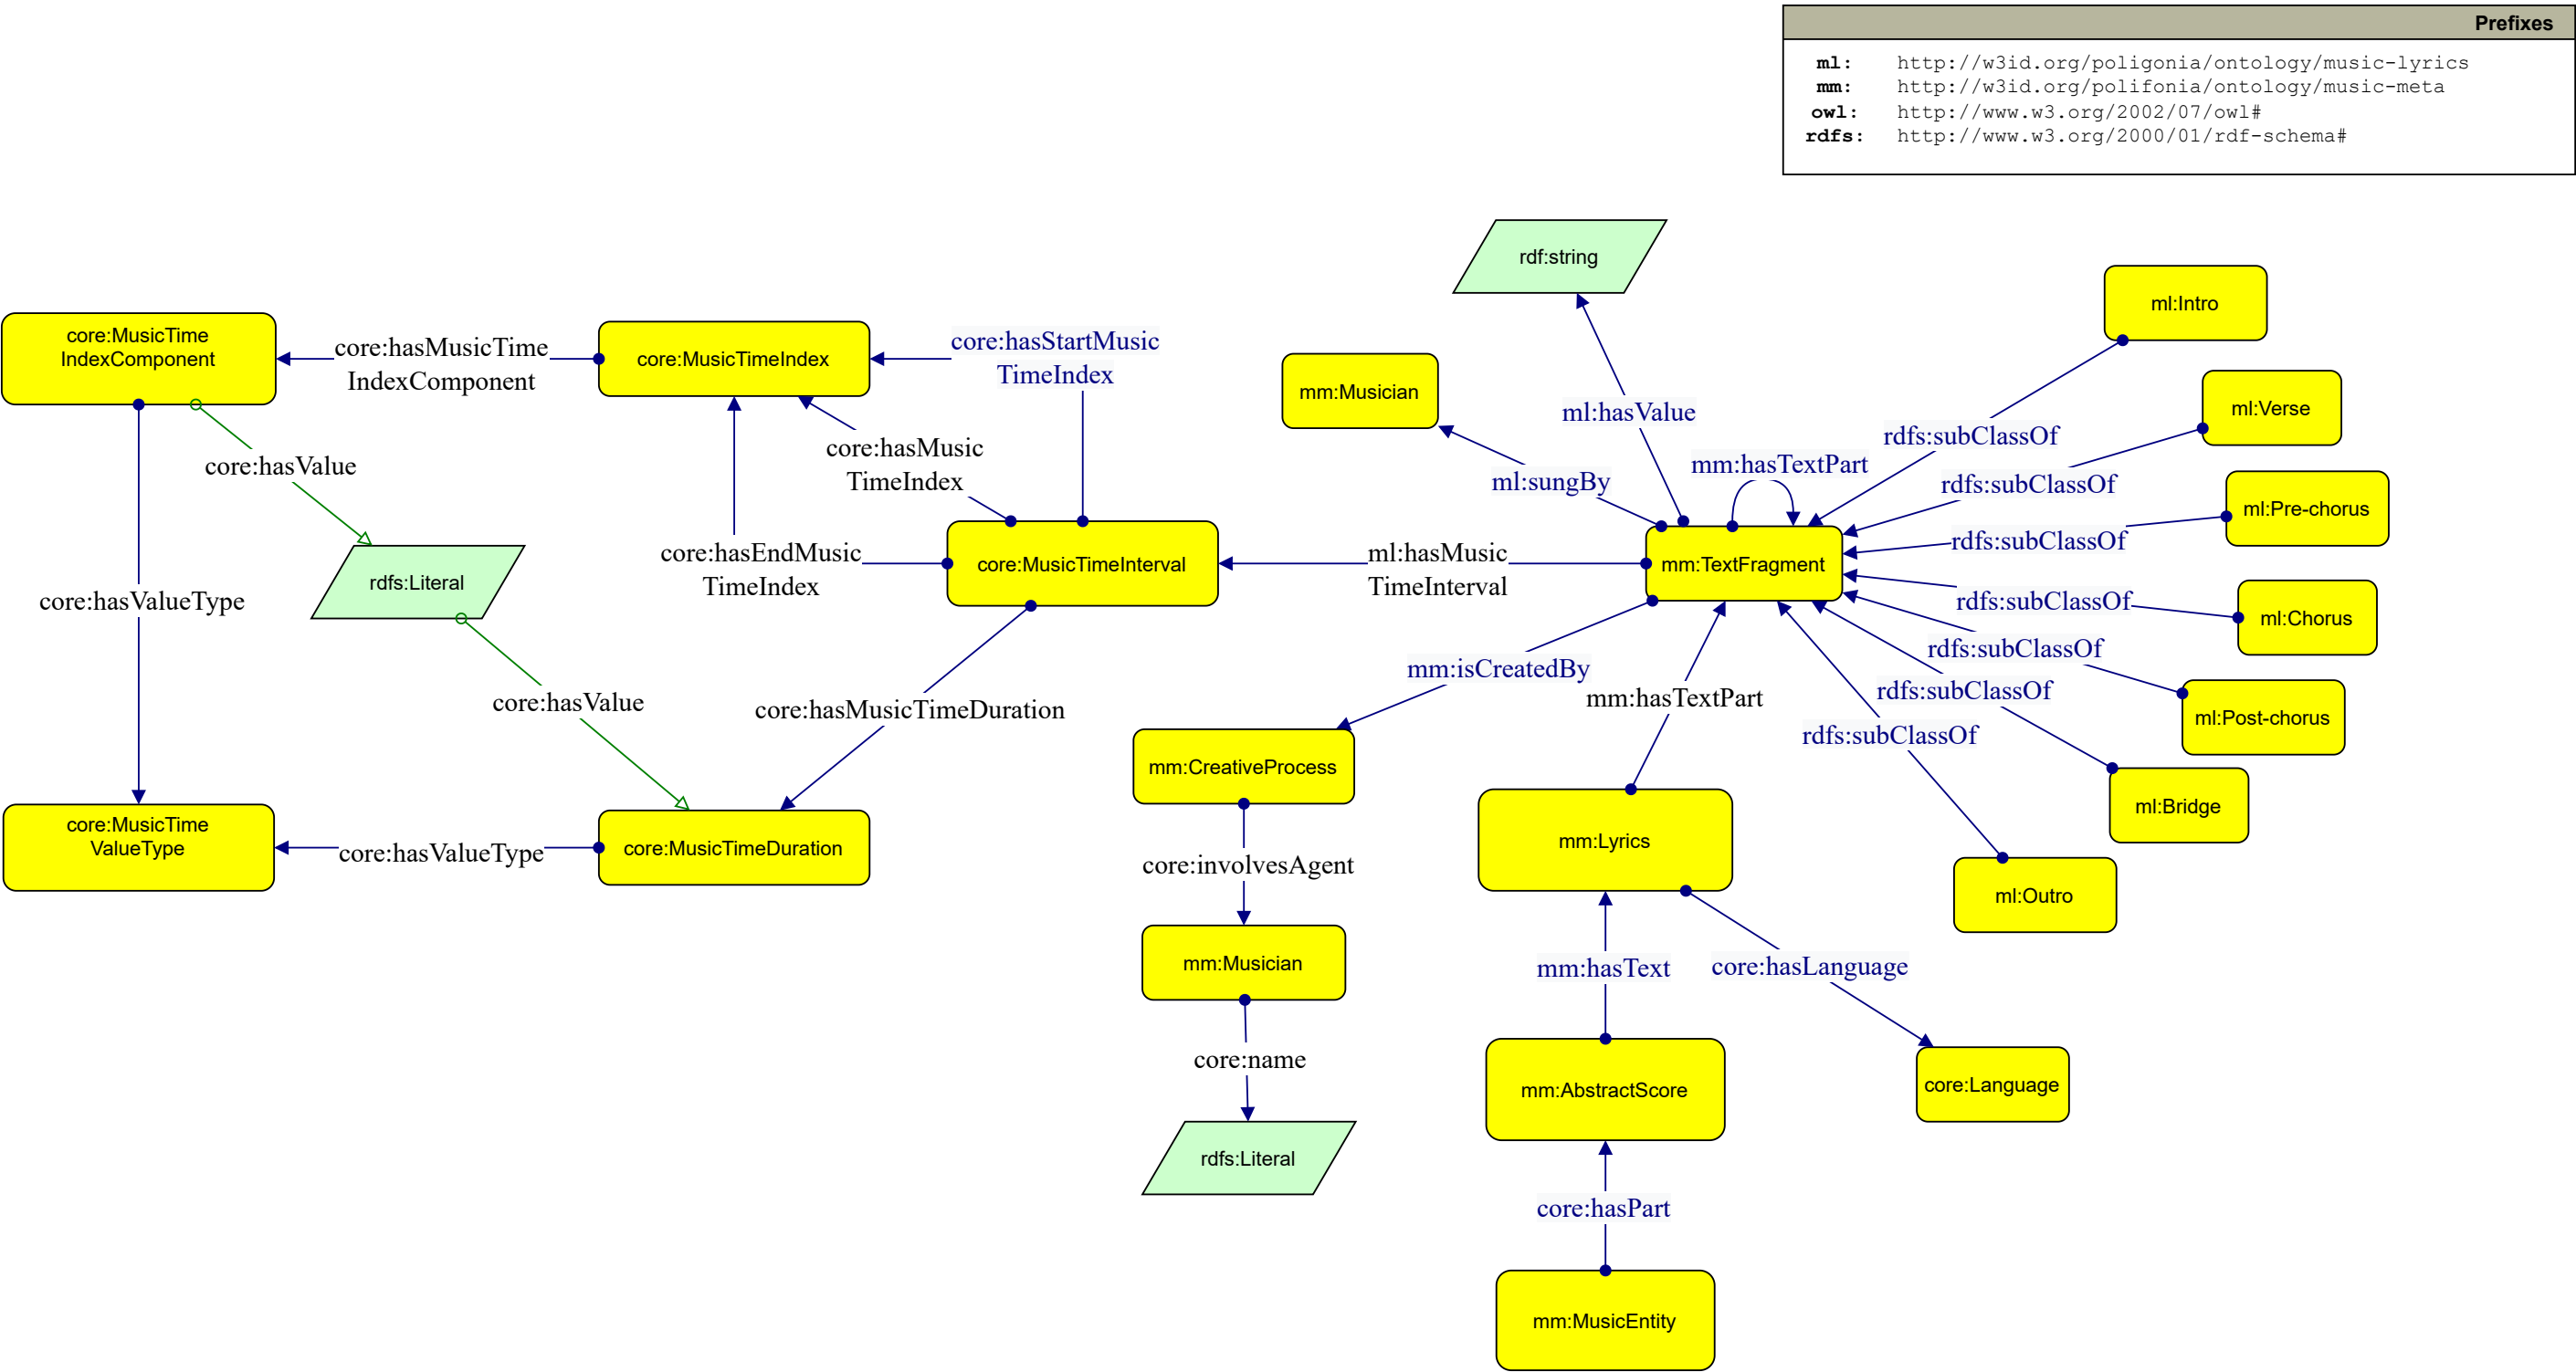 Prefixes
ml: http://w3id.org/poligonia/ontology/music-lyrics
mm: http://w3id.org/polifonia/ontology/music-meta
owl: http://www.w3.org/2002/07/owl#
rdfs: http://www.w3.org/2000/01/rdf-schema#
rdf:string
ml:Intro
core:MusicTime
IndexComponent
core:hasMusicTime
IndexComponent
core:MusicTimeIndex
core:hasStartMusic
TimeIndex
mm:Musician
ml:hasValue
ml:Verse
rdfs:subClassOf
core:hasValue
core:hasMusic
TimeIndex
ml:sungBy
mm:hasTextPart
rdfs:subClassOf
ml:Pre-chorus
rdfs:subClassOf
core:hasEndMusic
TimeIndex
core:MusicTimeInterval
ml:hasMusic
TimeInterval
mm:TextFragment
rdfs:Literal
core:hasValueType
rdfs:subClassOf
ml:Chorus
rdfs:subClassOf
mm:isCreatedBy
mm:hasTextPart
rdfs:subClassOf
ml:Post-chorus
core:hasValue
core:hasMusicTimeDuration
rdfs:subClassOf
mm:CreativeProcess
ml:Bridge
core:MusicTime
ValueType
core:hasValueType
core:MusicTimeDuration
core:involvesAgent
mm:Lyrics
ml:Outro
mm:Musician
mm:hasText
core:hasLanguage
core:name
mm:AbstractScore
core:Language
rdfs:Literal
core:hasPart
mm:MusicEntity